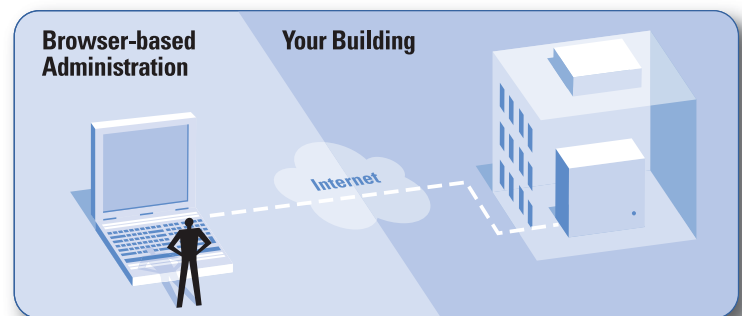 Browser-based
Administration
Your Building
Internet